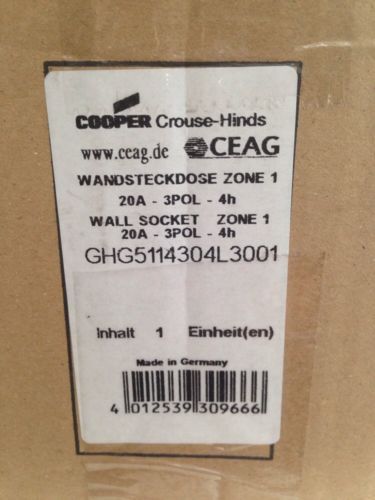 COOPER Crouse-Hinds
www.ceag.de CEAG
WANDSTECKDOSE ZONE 1
20A - 3POL - 4h
WALL SOCKET ZONE 1
20A - 3POL - 4h
GHG5114304L3001
Inhalt 1 Einheit(en)
Made in Germany
4 012539 309666